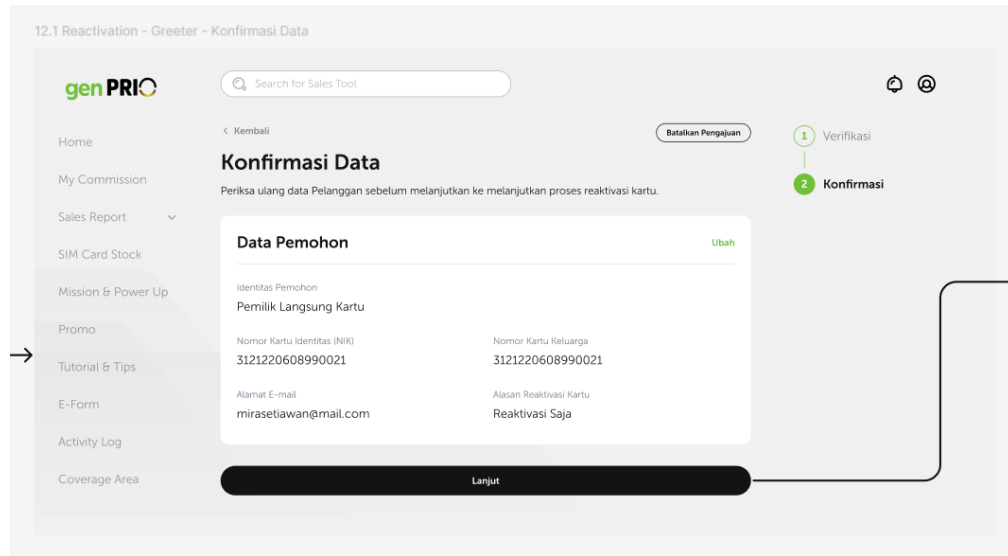 12.1 Reactivation - Greeter - Konfirmasi Data
gen PRIO
Search for Sales Tool
Home
My Commission
Sales Report
SIM Card Stock
Mission & Power Up
Promo
Tutorial & Tips
E-Form
Activity Log
Coverage Area
< Kembali
Batalkan Pengajuan
Konfirmasi Data
Periksa ulang data Pelanggan sebelum melanjutkan ke melanjutkan proses reaktivasi kartu.
Data Pemohon
Ubah
Identitas Pemohon
Pemilik Langsung Kartu
Nomor Kartu Identitas (NIK)
3121220608990021
Nomor Kartu Keluarga
3121220608990021
Alamat E-mail
mirasetiawan@mail.com
Alasan Reaktivasi Kartu
Reaktivasi Saja
Lanjut
1 Verifikasi
2 Konfirmasi